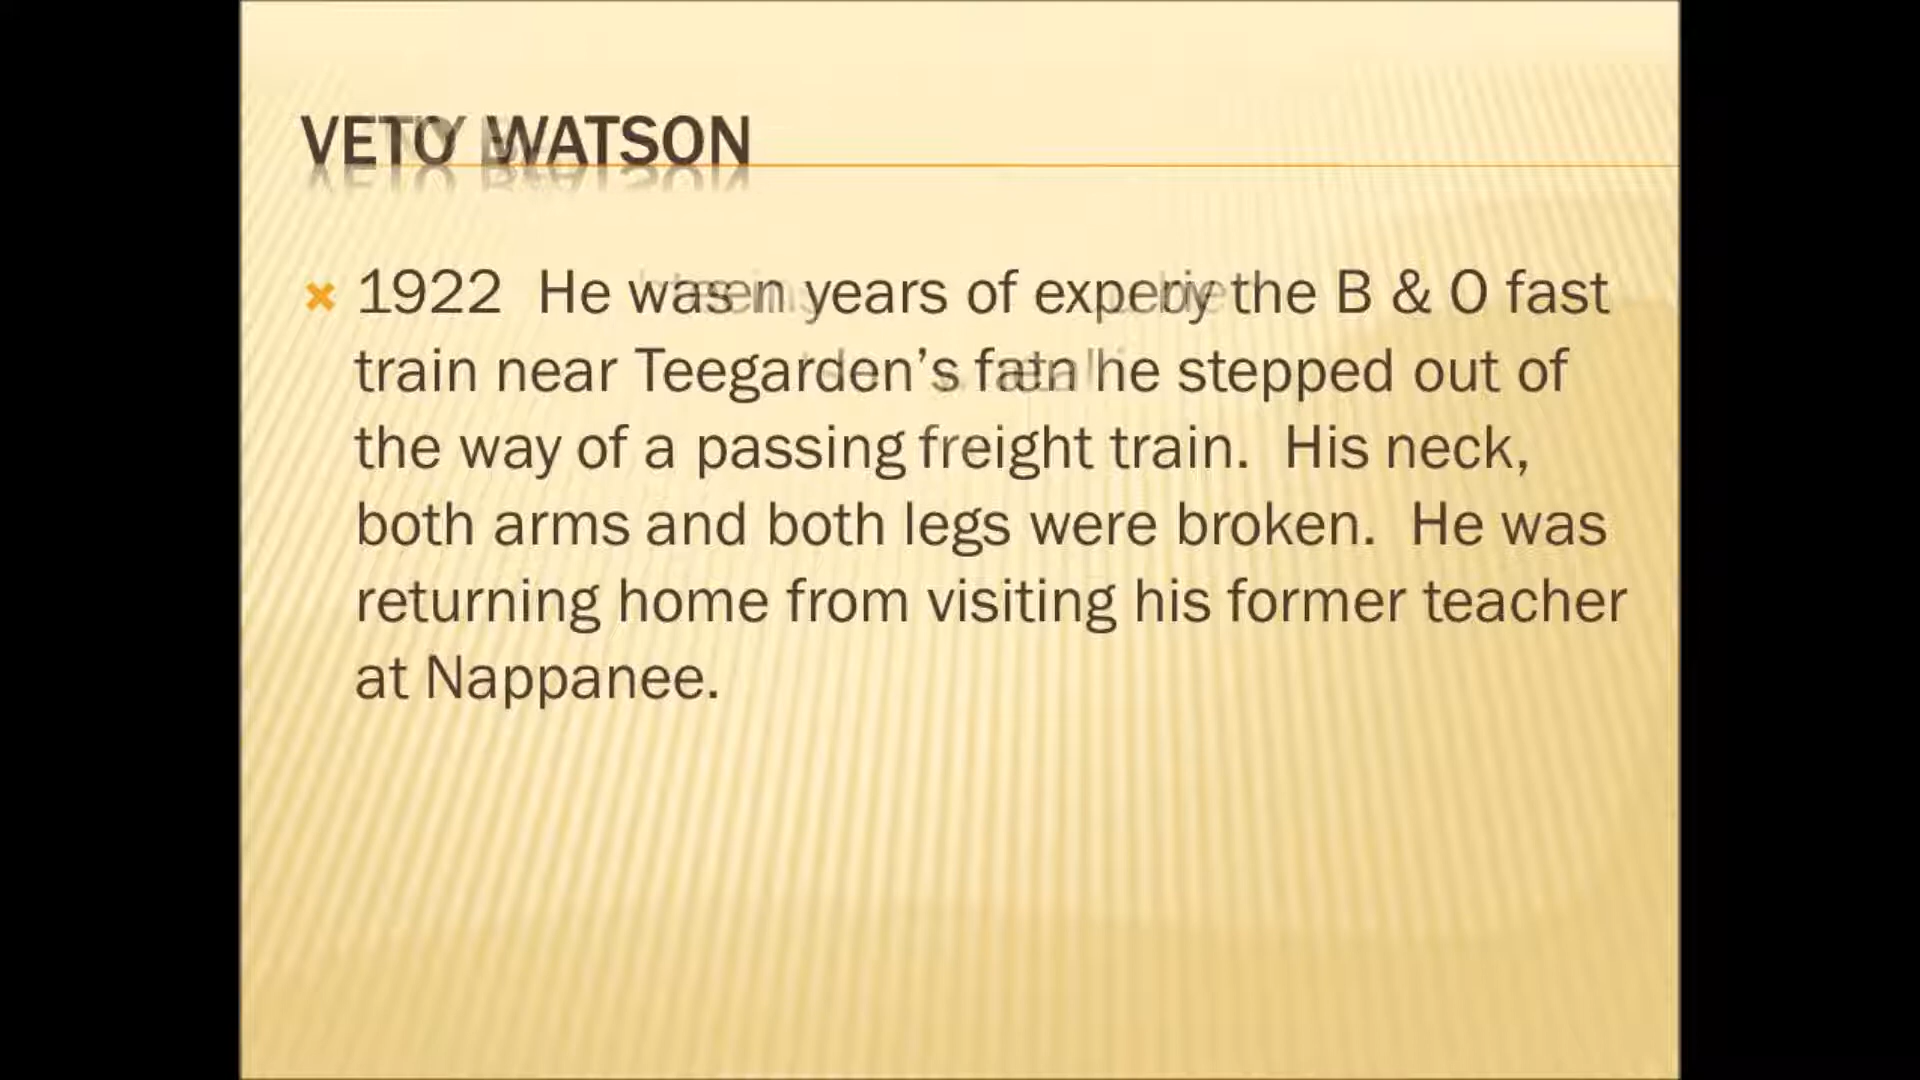 VETO WATSON
1922 He was years of the B & O fast
train near Teegarden's he stepped out of
the way of a passing freight train. His neck,
both arms and both legs were broken. He was
returning home from visiting his former teacher
at Nappanee.